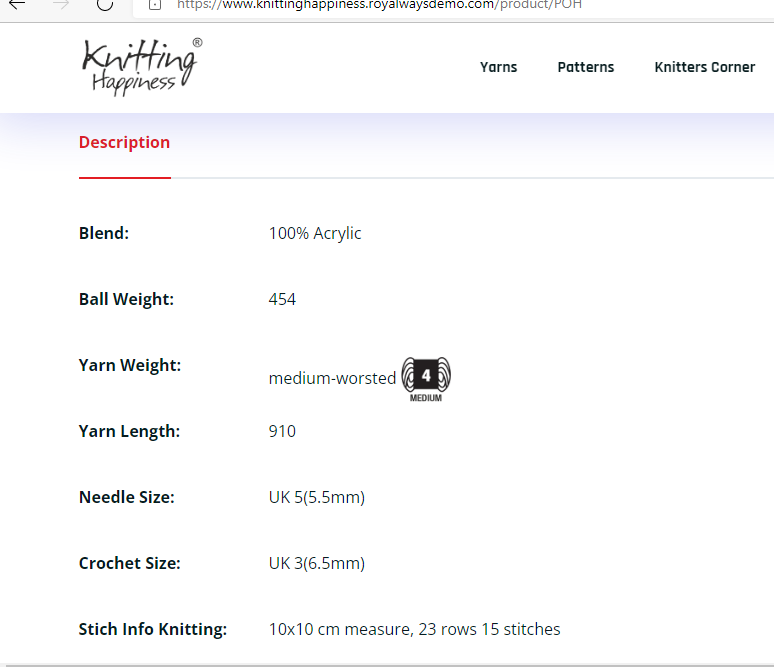 https://www.knittinghappiness.royalwaysdemo.com/product/POH
Knitting®
Happiness
Yarns Patterns Knitters Corner
Description
Blend: 100% Acrylic
Ball Weight: 454
Yarn Weight: medium-worsted 4
MEDIUM
Yarn Length: 910
Needle Size: UK 5(5.5mm)
Crochet Size: UK 3(6.5mm)
Stich Info Knitting: 10x10 cm measure, 23 rows 15 stitches